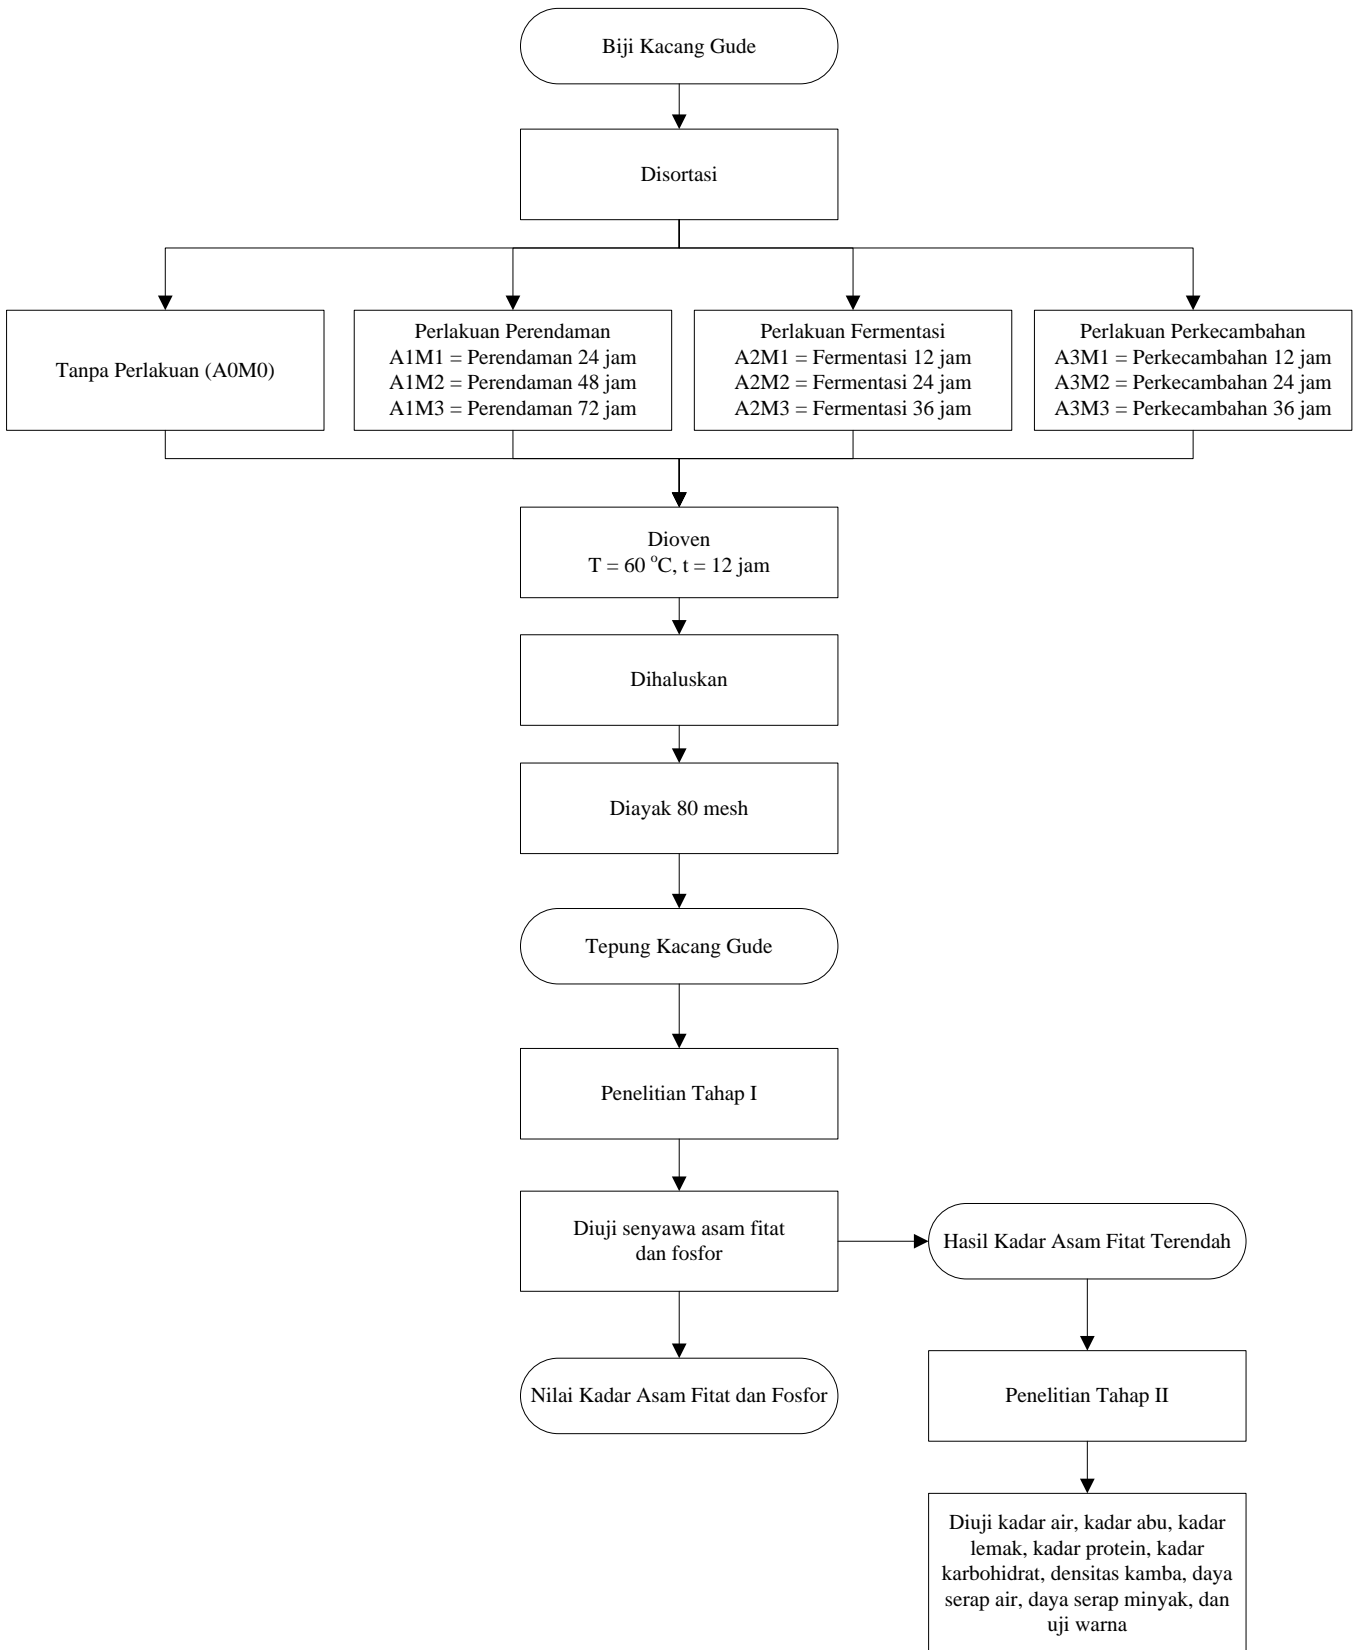 Biji Kacang Gude
Disortasi
Tanpa Perlakuan (A0M0)
Perlakuan Perendaman
A1M1 = Perendaman 24 jam
A1M2 = Perendaman 48 jam
A1M3 = Perendaman 72 jam
Perlakuan Fermentasi
A2M1 = Fermentasi 12 jam
A2M2 = Fermentasi 24 jam
A2M3 = Fermentasi 36 jam
Perlakuan Perkecambahan
A3M1 = Perkecambahan 12 jam
A3M2 = Perkecambahan 24 jam
A3M3 = Perkecambahan 36 jam
Dioven
T = 60 °C, t = 12 jam
Dihaluskan
Diayak 80 mesh
Tepung Kacang Gude
Penelitian Tahap I
Diuji senyawa asam fitat
dan fosfor
Hasil Kadar Asam Fitat Terendah
Nilai Kadar Asam Fitat dan Fosfor
Penelitian Tahap II
Diuji kadar air, kadar abu, kadar
lemak, kadar protein, kadar
karbohidrat, densitas kamba, daya
serap air, daya serap minyak, dan
uji warna